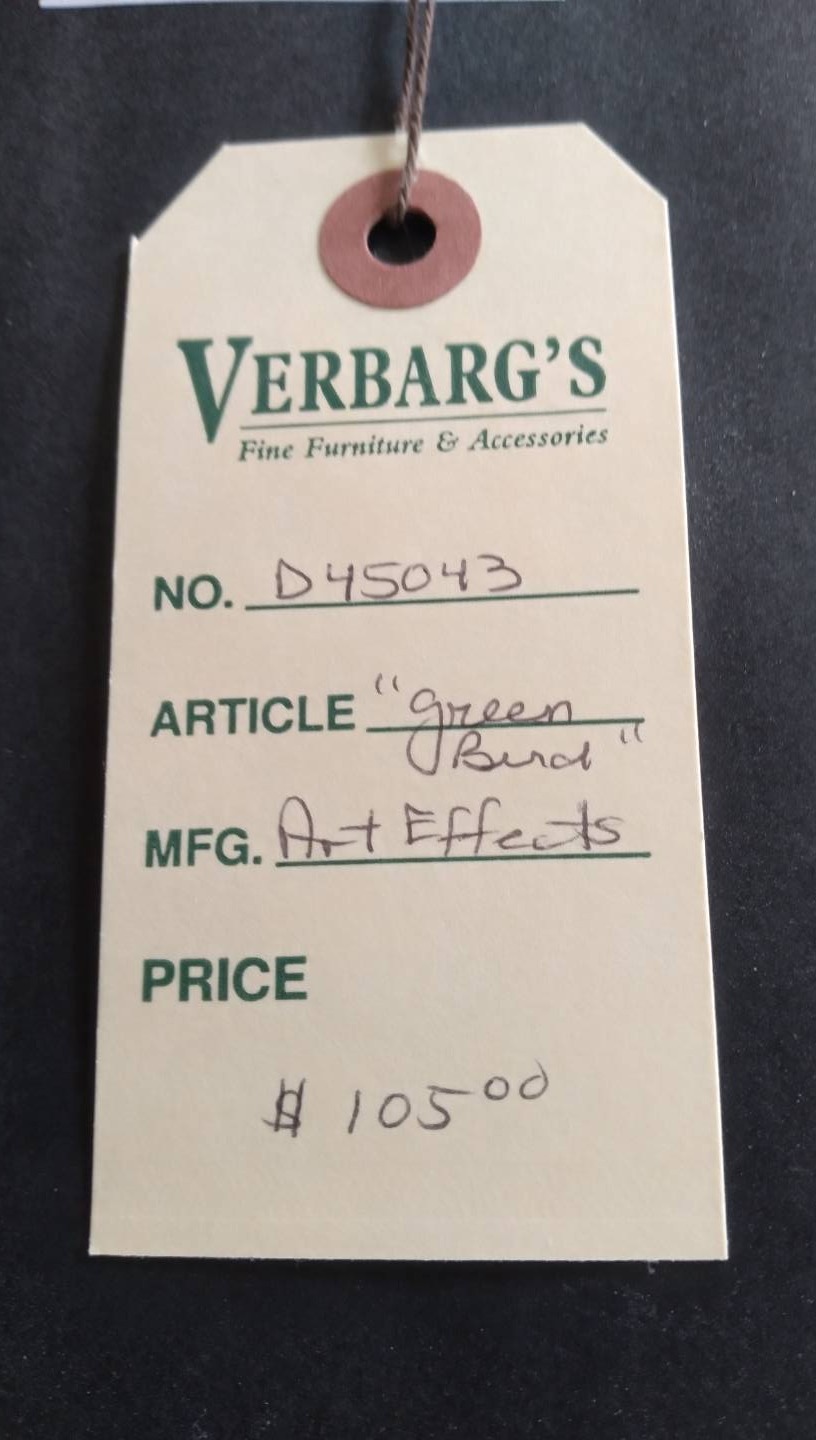 VERBARG'S
Fine Furniture & Accessories
NO. D45043
ARTICLE "Green
Bird"
MFG. Art Effects
PRICE
$ 105 00